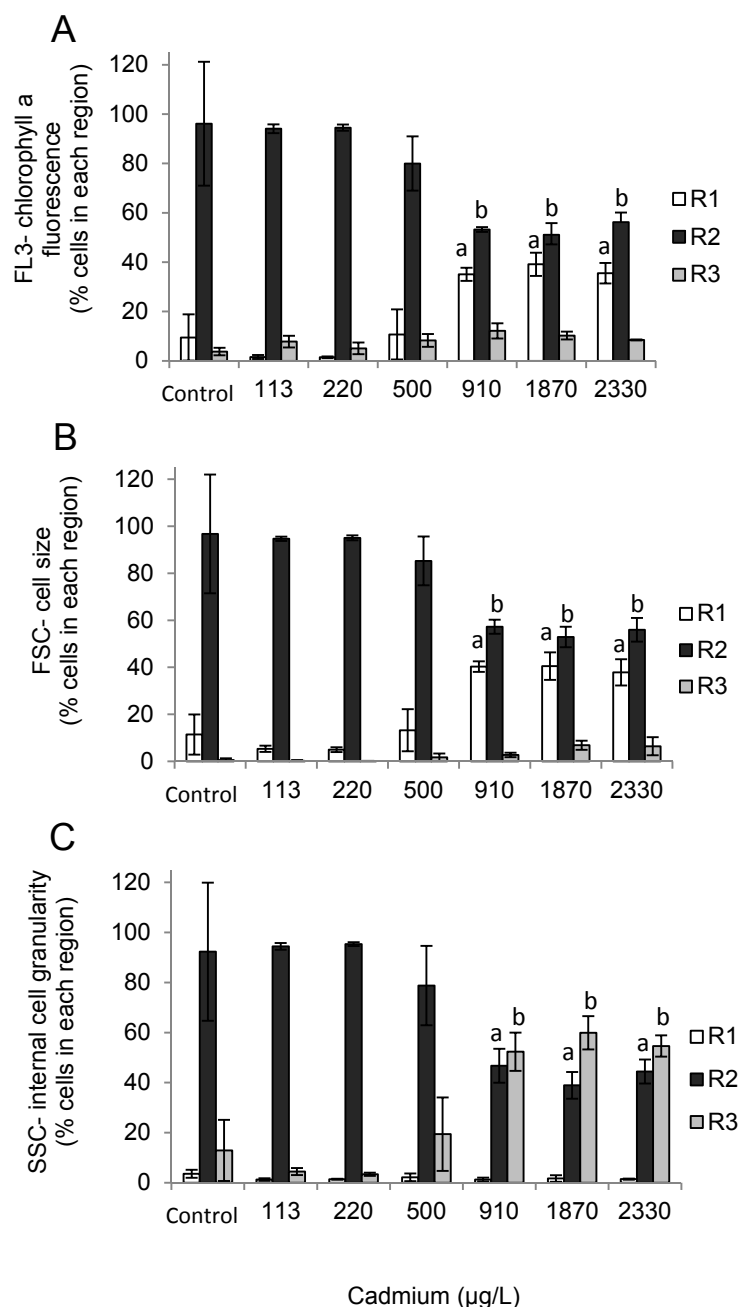 A
FL3- chlorophyll a
fluorescence
(% cells in each region)
120
100
80
60
40
20
0
a b a b a b
R1
R2
R3
Control 113 220 500 910 1870 2330
B
FSC- cell size
(% cells in each region)
120
100
80
60
40
20
0
a b a b a b
R1
R2
R3
Control 113 220 500 910 1870 2330
C
SSC- internal cell granularity
(% cells in each region)
120
100
80
60
40
20
0
a b a b a b
R1
R2
R3
Control 113 220 500 910 1870 2330
Cadmium (µg/L)